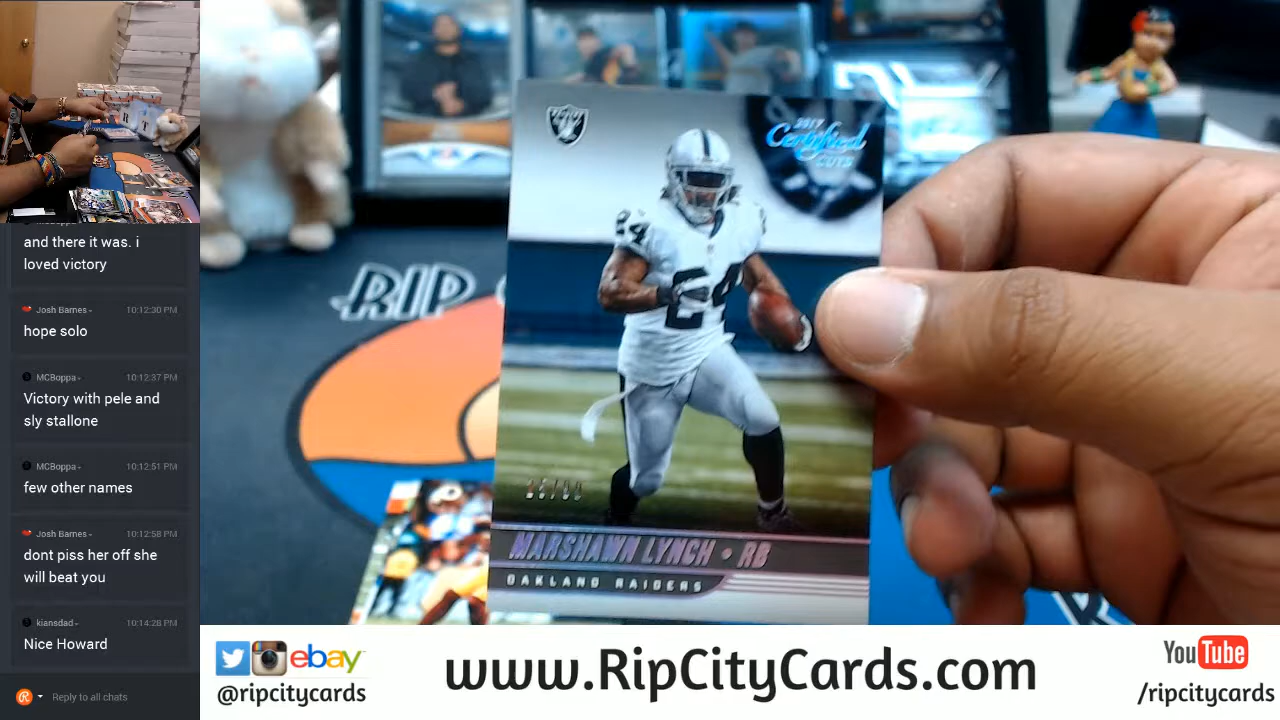 and there it was. i
loved victory
Josh Barnes
10:12:30 PM
hope solo
MCBoppa
10:12:37 PM
Victory with pele and
sly stallone
MCBoppa
10:12:51 PM
few other names
Josh Barnes
10:12:58 PM
dont piss her off she
will beat you
kiansdad
10:14:28 PM
Nice Howard
Reply to all chats
RIP
2017
Certified
CUTS
24
24
MARSHAWN LYNCH • RB
OAKLAND RAIDERS
ebay
@ripcitycards
www.RipCityCards.com
YouTube
/ripcitycards